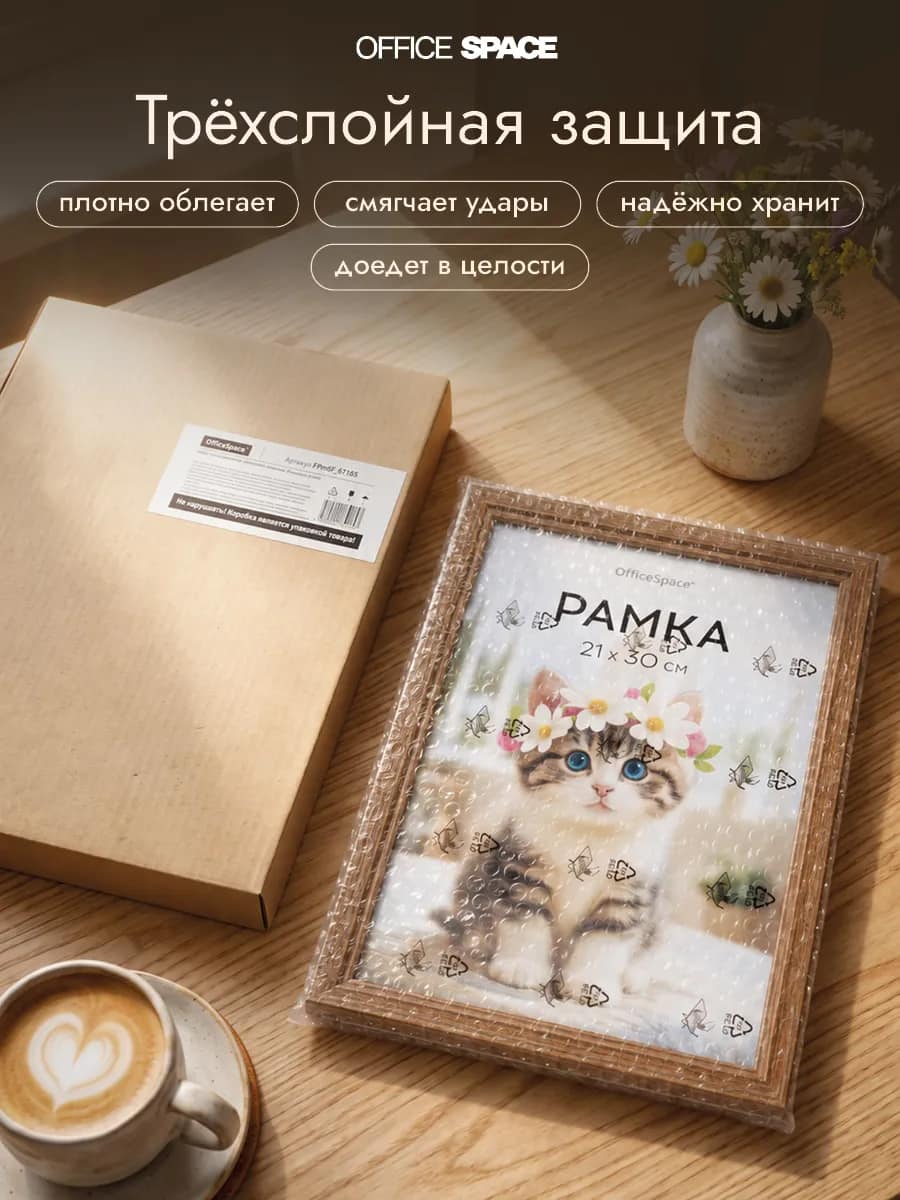 OFFICE SPACE
Трёхслойная защита
плотно облегает
смягчает удары
надёжно хранит
доедет в целости
OfficeSpace
Артикул FPm6F_67165
Не нарушать! Коробка является упаковкой товара!
OfficeSpace
РАМКА
21 x 30 см